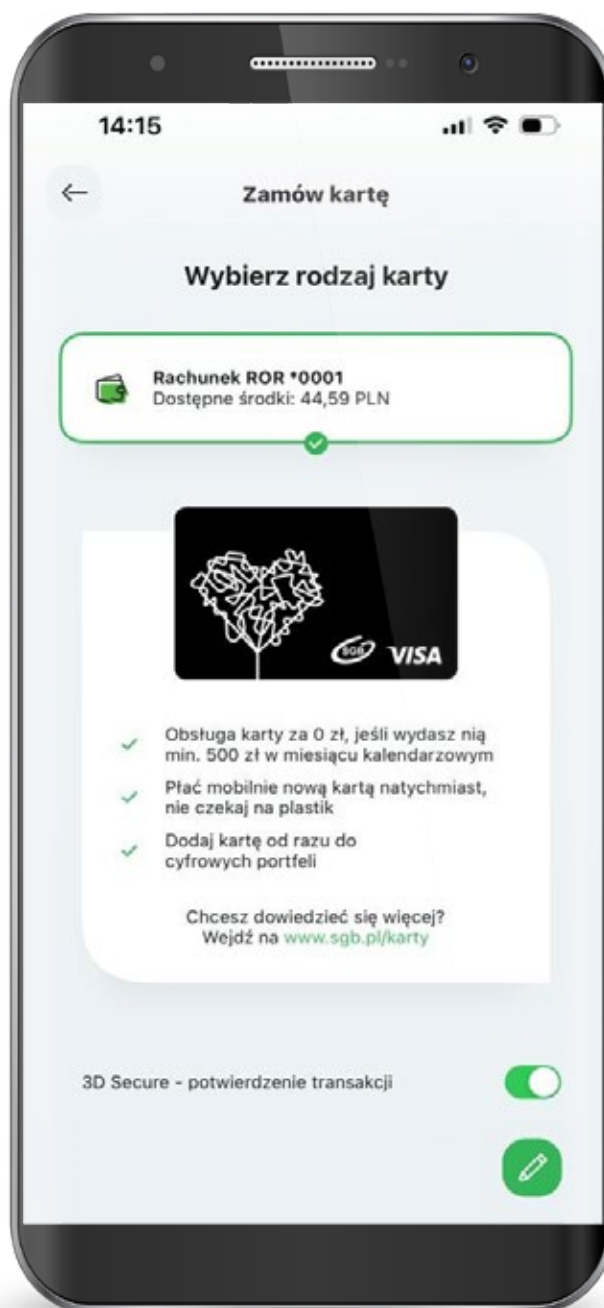 14:15
Zamów kartę
Wybierz rodzaj karty
Rachunek ROR *0001
Dostępne środki: 44,59 PLN
SGB VISA
Obsługa karty za 0 zł, jeśli wydasz nią
min. 500 zł w miesiącu kalendarzowym
Płać mobilnie nową kartą natychmiast,
nie czekaj na plastik
Dodaj kartę od razu do
cyfrowych portfeli
Chcesz dowiedzieć się więcej?
Wejdź na www.sgb.pl/karty
3D Secure - potwierdzenie transakcji